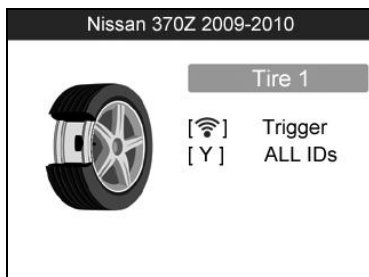 Nissan 370Z 2009-2010
Tire 1
[ ] Trigger
[ Y ] ALL IDs